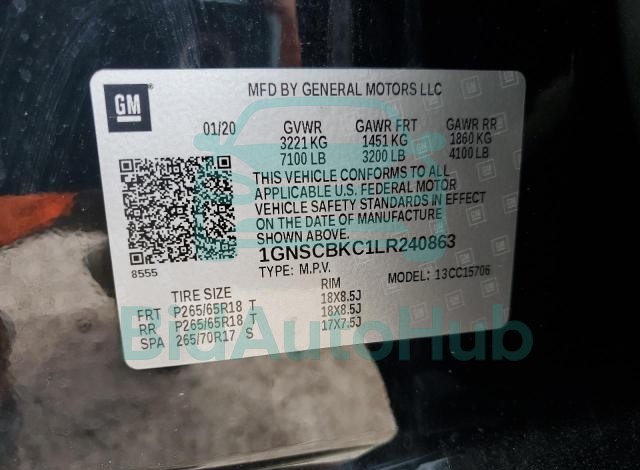 GM
MFD BY GENERAL MOTORS LLC
01/20 GVWR GAWR FRT GAWR RR
3221 KG 1451 KG 1860 KG
7100 LB 3200 LB 4100 LB
THIS VEHICLE CONFORMS TO ALL
APPLICABLE U.S. FEDERAL MOTOR
VEHICLE SAFETY STANDARDS IN EFFECT
ON THE DATE OF MANUFACTURE
SHOWN ABOVE.
1GNSCBKC1LR240863
8555
TYPE: M.P.V. MODEL: 13CC15706
TIRE SIZE RIM
FRT P265/65R18 T 18X8.5J
RR P265/65R18 T 18X8.5J
SPA 265/70R17 S 17X7.5J
BidAutoHub